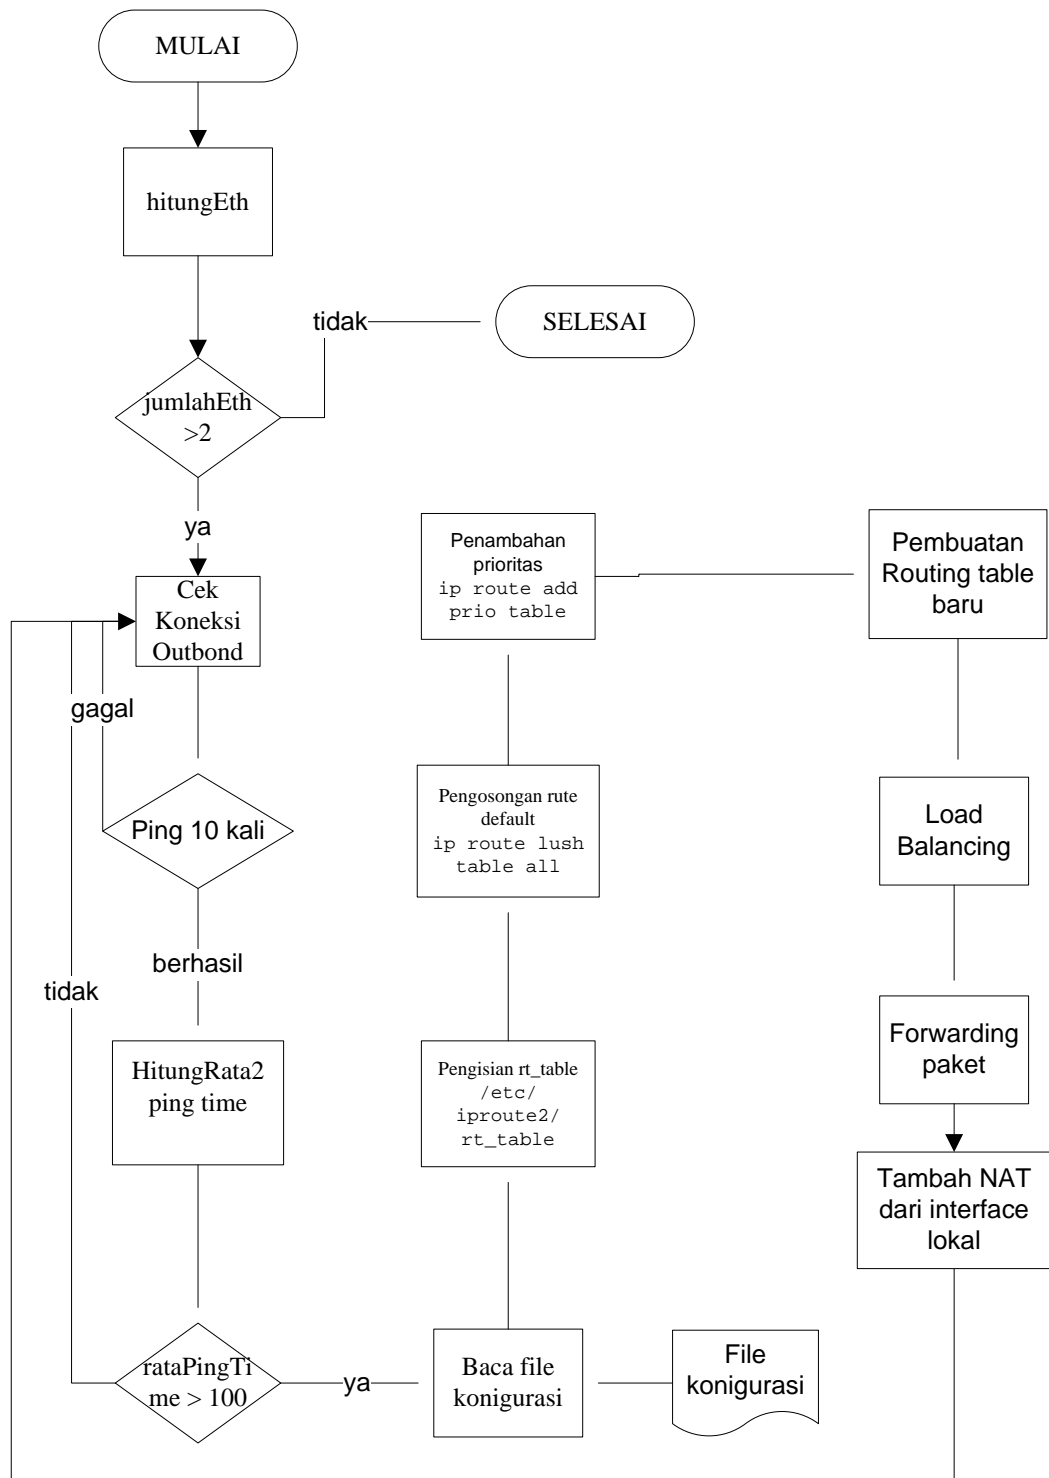 MULAI
hitungEth
tidak
SELESAI
jumlahEth
>2
ya
Cek
Koneksi
Outbond
gagal
Ping 10 kali
berhasil
tidak
HitungRata2
ping time
rataPingTi
me > 100
ya
Baca file
konigurasi
File
konigurasi
Pengisian rt_table
/etc/
iproute2/
rt_table
Pengosongan rute
default
ip route lush
table all
Penambahan
prioritas
ip route add
prio table
Pembuatan
Routing table
baru
Load
Balancing
Forwarding
paket
Tambah NAT
dari interface
lokal